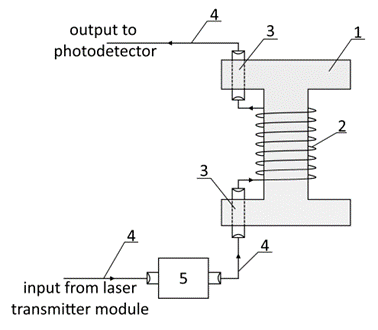 output to
photodetector
4
3
1
2
3
4
5
4
input from laser
transmitter module